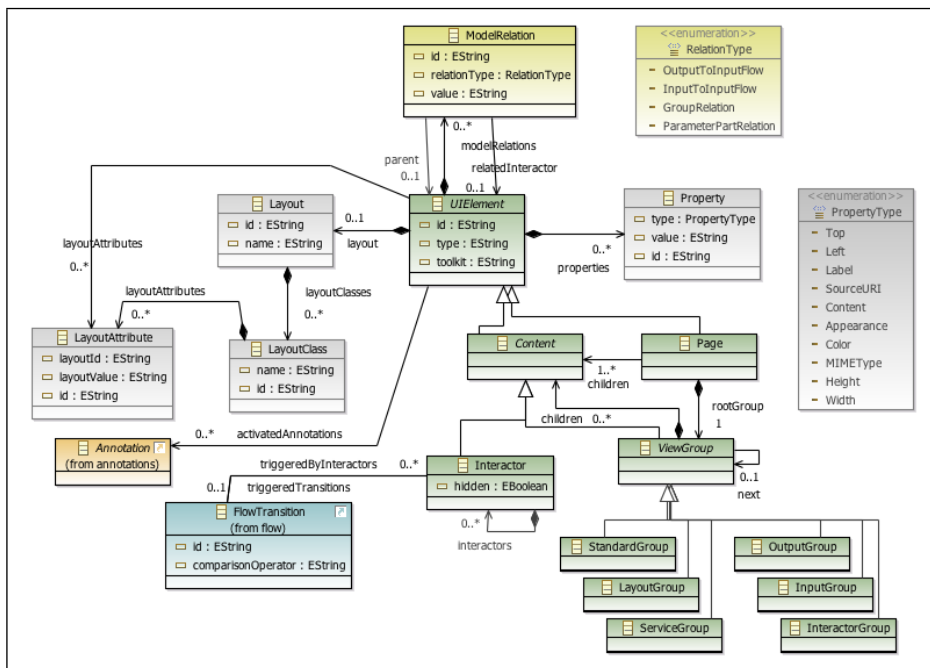 ModelRelation
id : EString
relationType : RelationType
value : EString
<<enumeration>>
RelationType
OutputToInputFlow
InputToInputFlow
GroupRelation
ParameterPartRelation
0..*
modelRelations
parent
0..1
relatedInteractor
0..1
UIElement
id : EString
type : EString
toolkit : EString
Layout
id : EString
name : EString
0..1
layout
Property
type : PropertyType
value : EString
id : EString
0..*
properties
<<enumeration>>
PropertyType
Top
Left
Label
SourceURI
Content
Appearance
Color
MIMEType
Height
Width
layoutAttributes
0..*
layoutAttributes
0..*
layoutClasses
0..*
LayoutAttribute
layoutId : EString
layoutValue : EString
id : EString
LayoutClass
name : EString
id : EString
Content
Page
1..*
children
rootGroup
1
children
0..*
Annotation
(from annotations)
0..*
activatedAnnotations
ViewGroup
0..1
next
triggeredByInteractors
0..*
0..1
triggeredTransitions
Interactor
hidden : EBoolean
0..*
interactors
FlowTransition
(from flow)
id : EString
comparisonOperator : EString
StandardGroup
OutputGroup
LayoutGroup
InputGroup
ServiceGroup
InteractorGroup